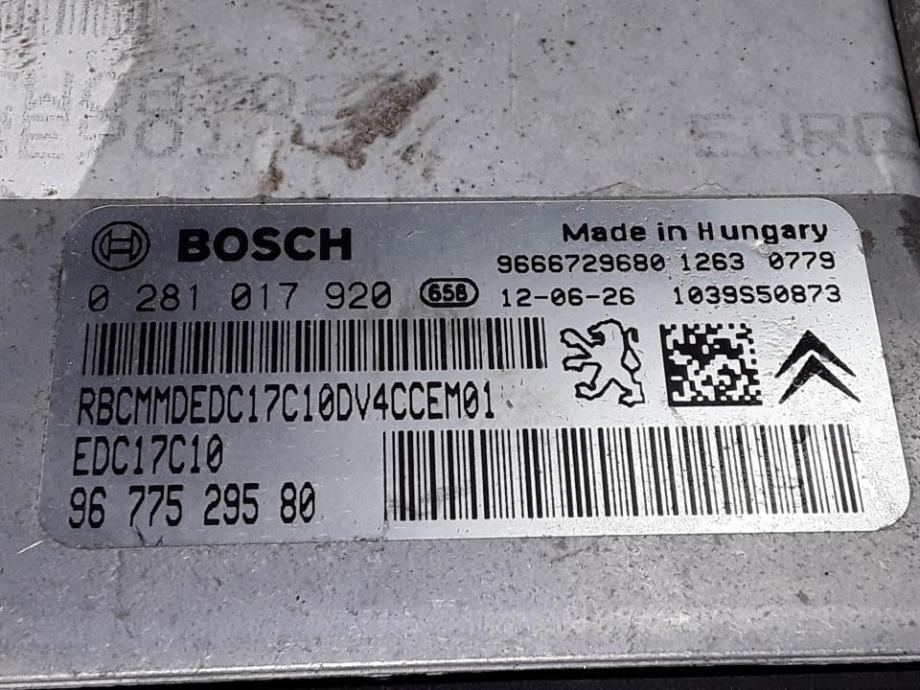 EURO
BOSCH
Made in Hungary
9666729680 1263 0779
0 281 017 920 658 12-06-26 1039S50873
RBCMMDEDC17C10DV4CCEM01
EDC17C10
96 775 295 80